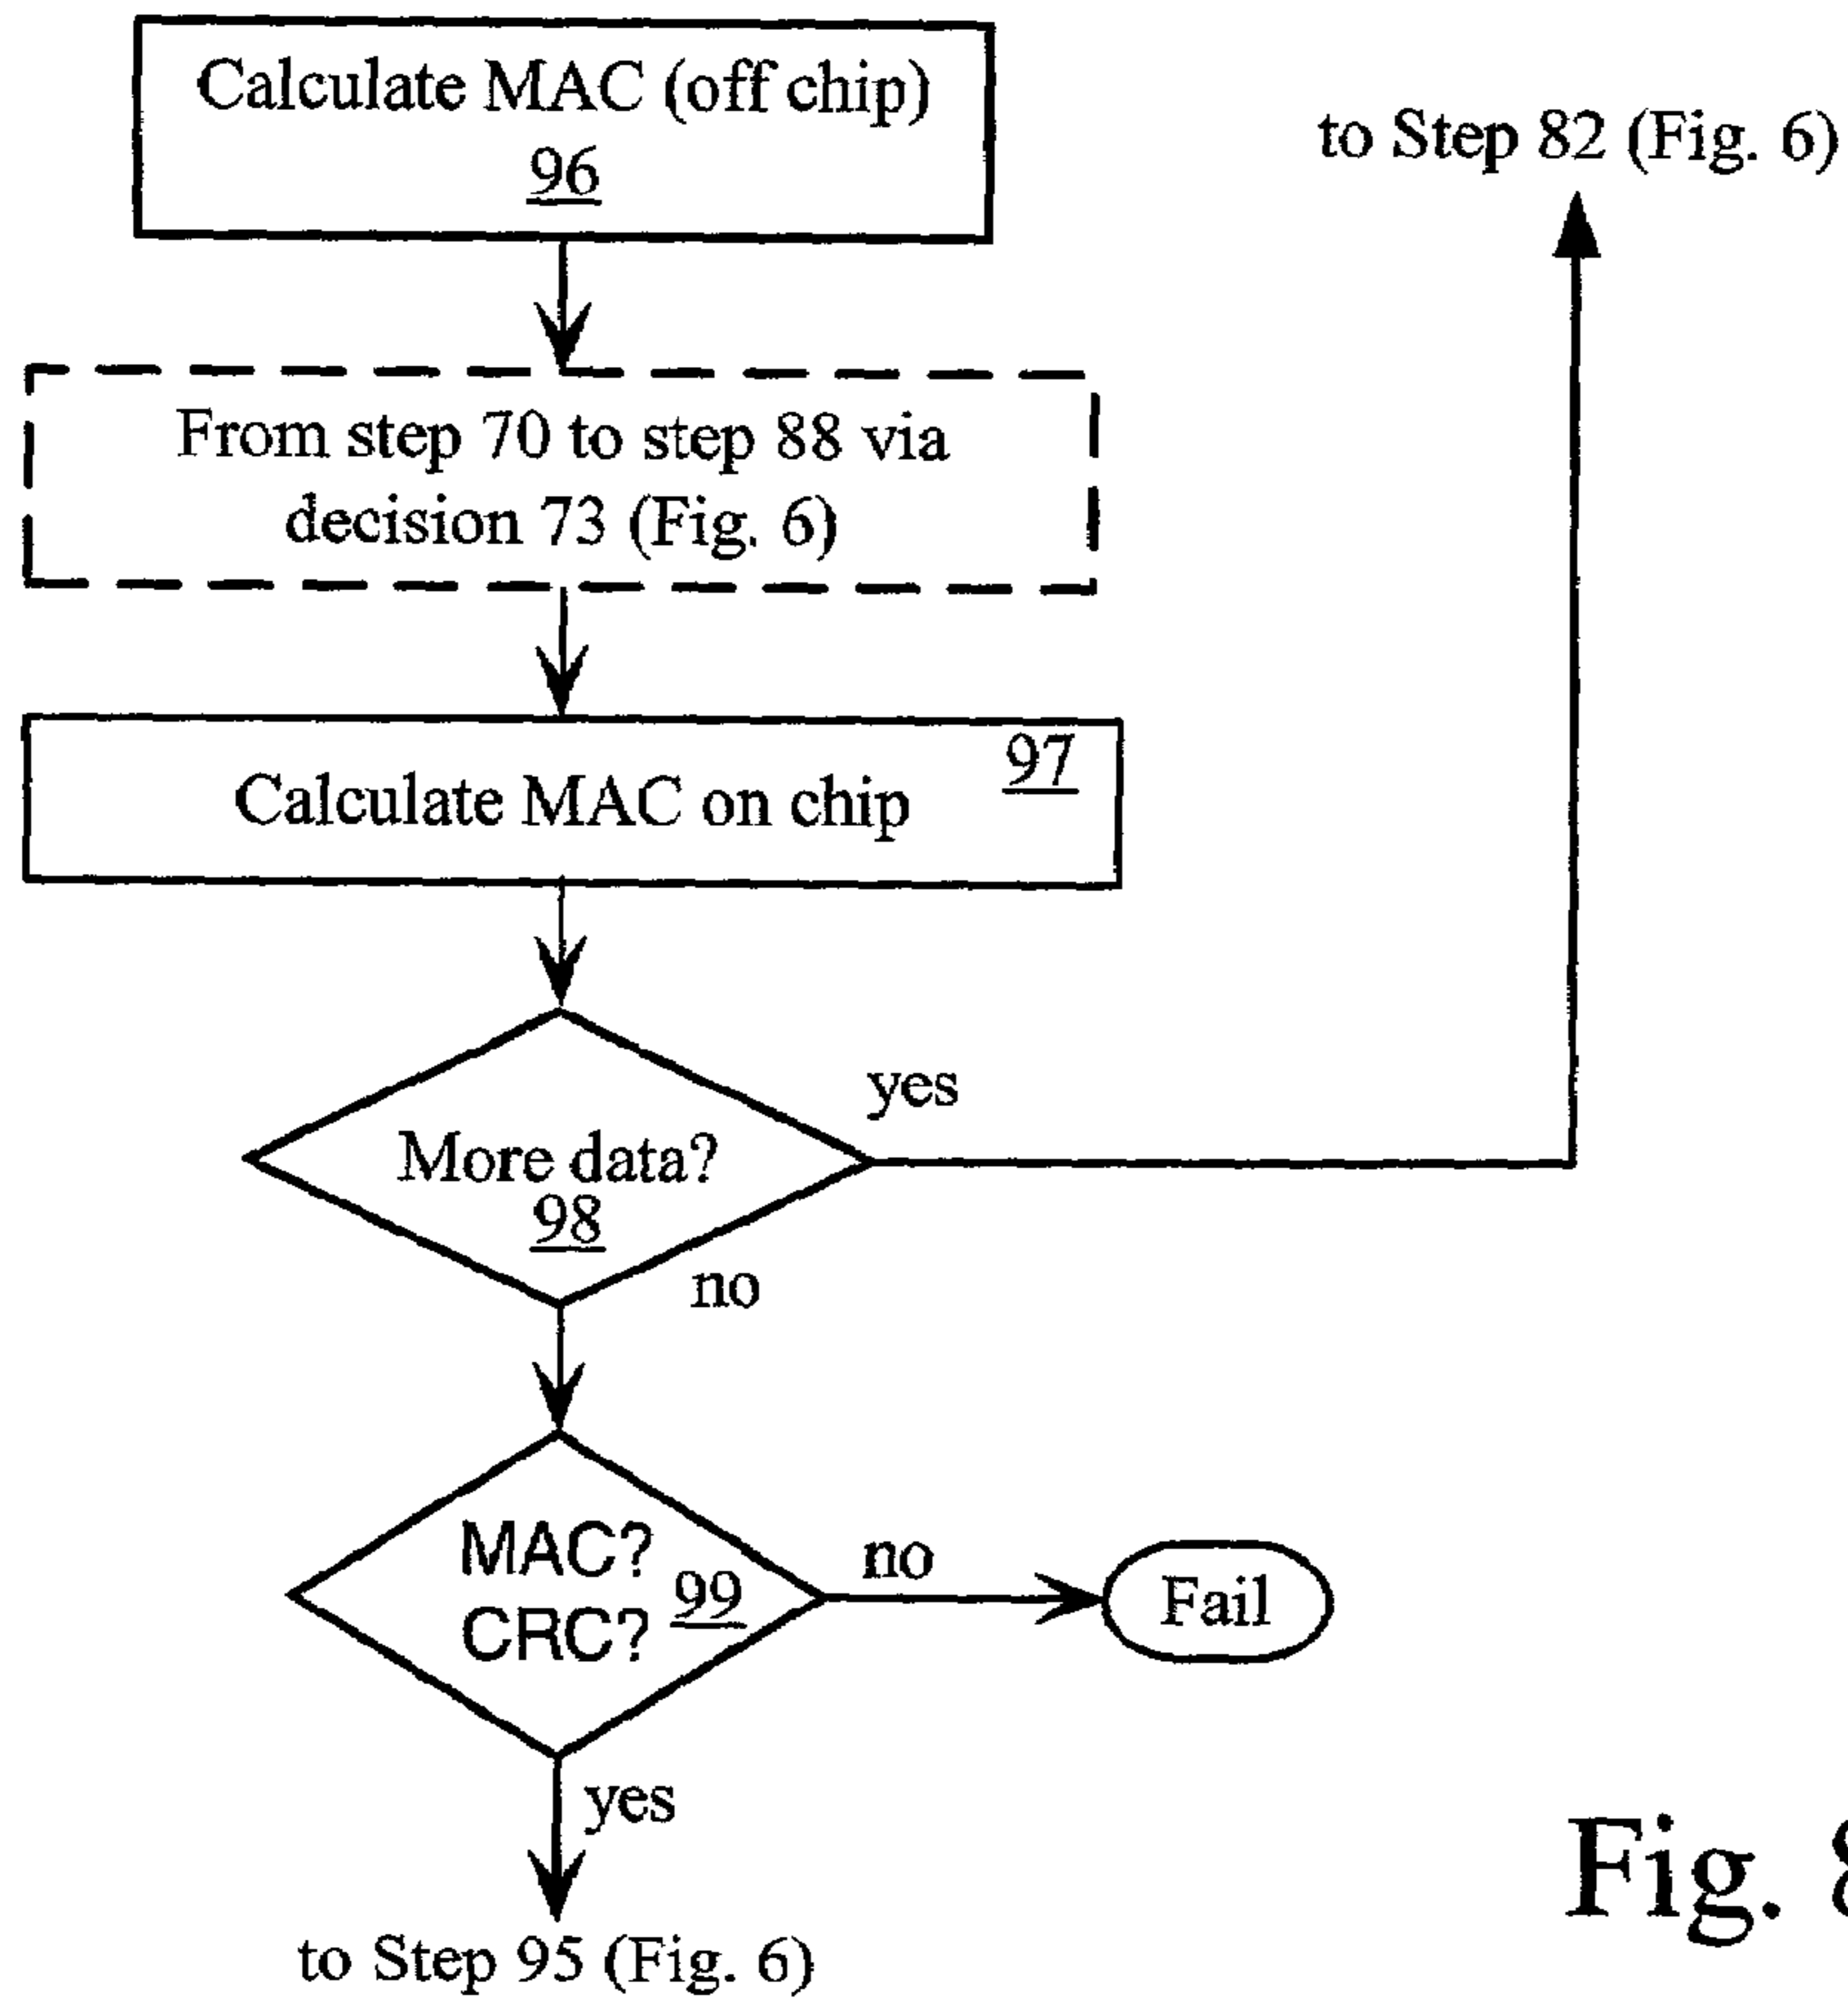 Calculate MAC (off chip)
96
to Step 82 (Fig. 6)
From step 70 to step 88 via
decision 73 (Fig. 6)
97
Calculate MAC on chip
yes
More data?
98
no
MAC?
CRC?
99
no
Fail
yes
to Step 95 (Fig. 6)
Fig. 8